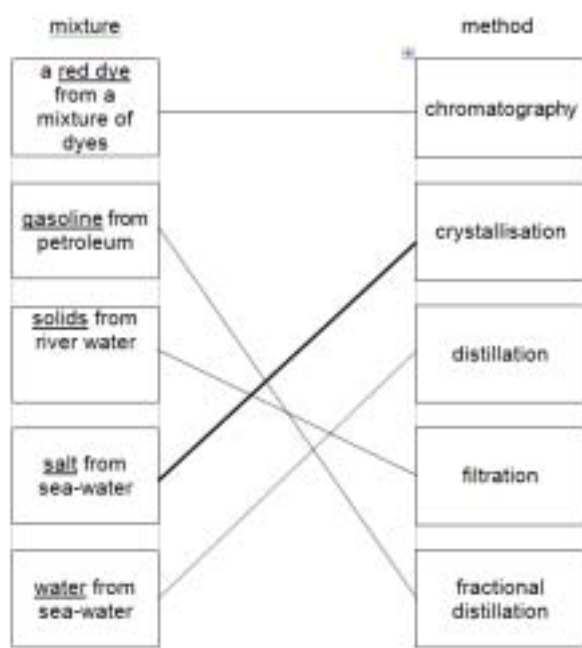 mixture
method
a red dye
from a
mixture of
dyes
chromatography
gasoline from
petroleum
crystallisation
solids from
river water
distillation
salt from
sea-water
filtration
water from
sea-water
fractional
distillation